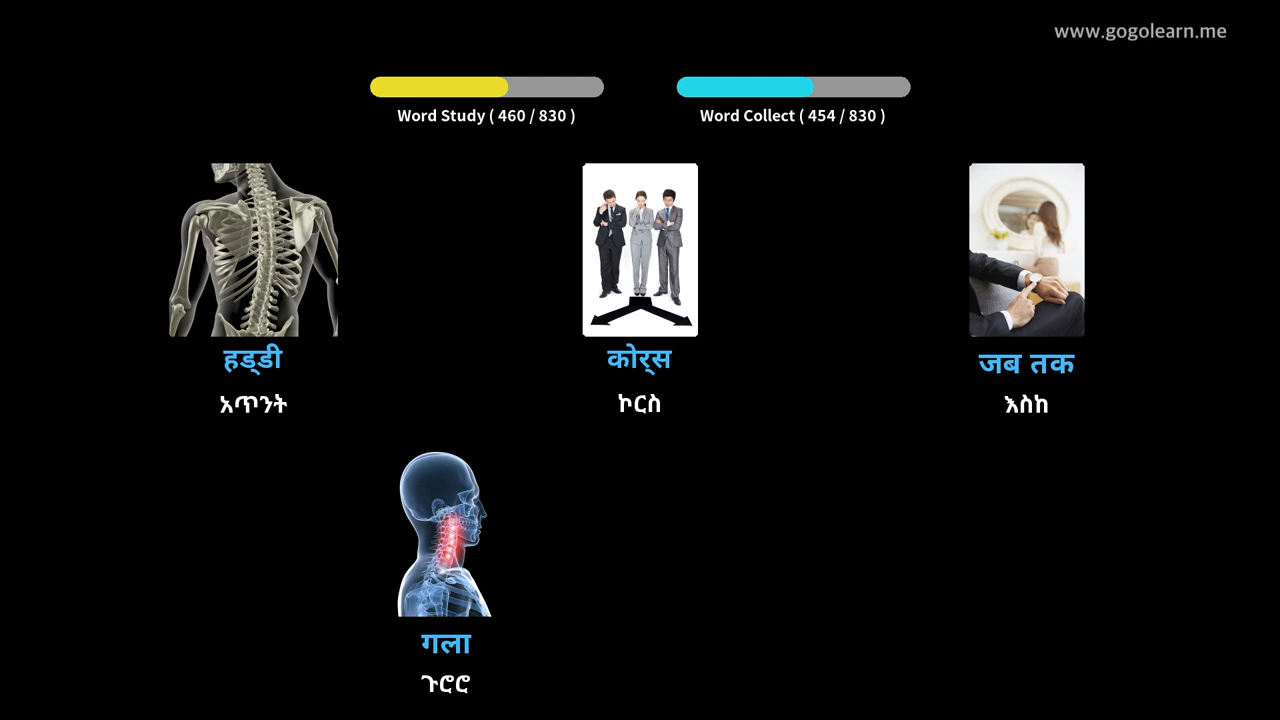 www.gogolearn.me
Word Study ( 460 / 830 )
Word Collect ( 454 / 830 )
हड्डी
कोर्स
जब तक
አጥንት
ኮርስ
እስከ
गला
ጉሮሮ